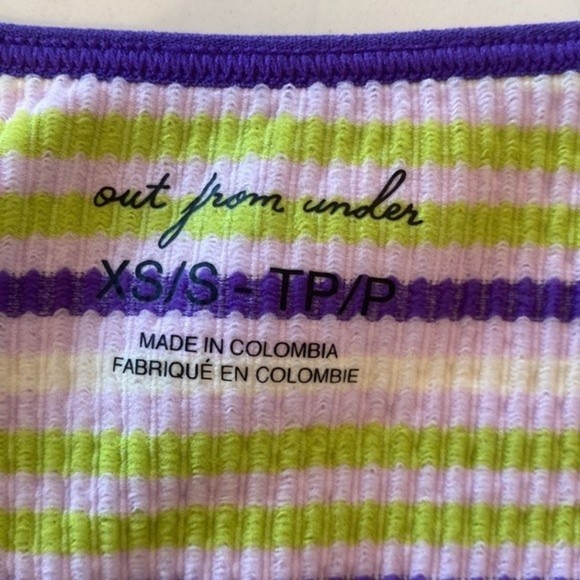 out from under
XS/S - TP/P
MADE IN COLOMBIA
FABRIQUÉ EN COLOMBIE